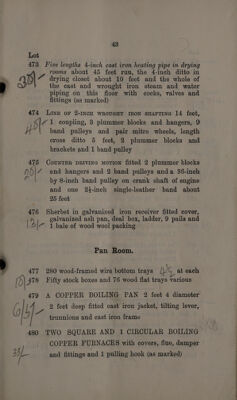 43
Lot
473 Five lengths 4-inch cast iron heating pipe in drying
rooms about 45 feet run, the 4-inch ditto in
drying closet about 10 feet and the whole of
the cast and wrought iron steam and water
piping on this floor with cocks, valves and
fittings (as marked)
474 LINE OF 2-INCH WROUGHT IRON SHAFTING 14 feet,
1 coupling, 3 plummer blocks and hangers, 9
band pulleys and pair mitre wheels, length
cross ditto 5 feet, 2 plummer blocks and
brackets and 1 band pulley
475 COUNTER DRIVING MOTION fitted 2 plummer blocks
and hangers and 2 band pulleys and a 36-inch
by 8-inch band pulley on crank shaft of engine
and one 2½-inch single-leather band about
25 feet
476 Sherbet in galvanized iron receiver fitted cover,
galvanized ash pan, deal box, ladder, 9 pails and
1 bale of wood wool packing
Pan Room.
477 280 wood-framed wire bottom trays at each
478 Fifty stock boxes and 76 wood flat trays various
479 A COPPER BOILING PAN 2 feet 4 diameter
2 feet deep fitted cast iron jacket, tilting lever,
trunnions and cast iron frame
480 TWO SQUARE AND 1 CIRCULAR BOILING
COPPER FURNACES with covers, flue, damper
and fittings and 1 pulling hook (as marked)